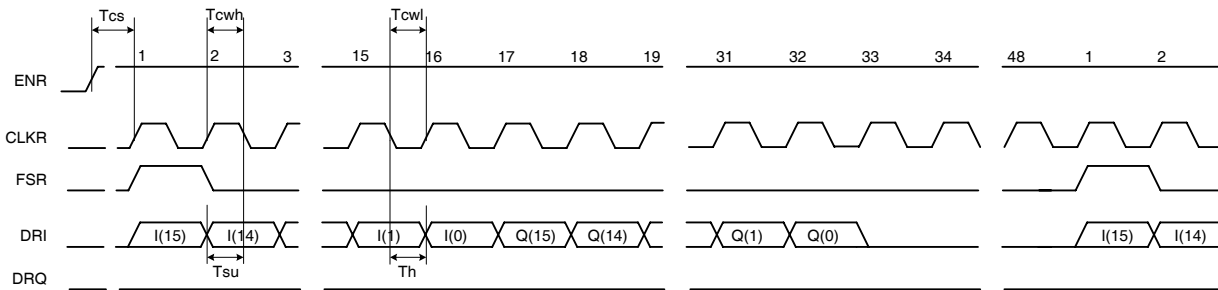 Tcs Tcwh Tcwl
1 2 3 15 16 17 18 19 31 32 33 34 48 1 2
ENR
CLKR
FSR
DRI I(15) I(14) I(1) I(0) Q(15) Q(14) Q(1) Q(0) I(15) I(14)
Tsu Th
DRQ